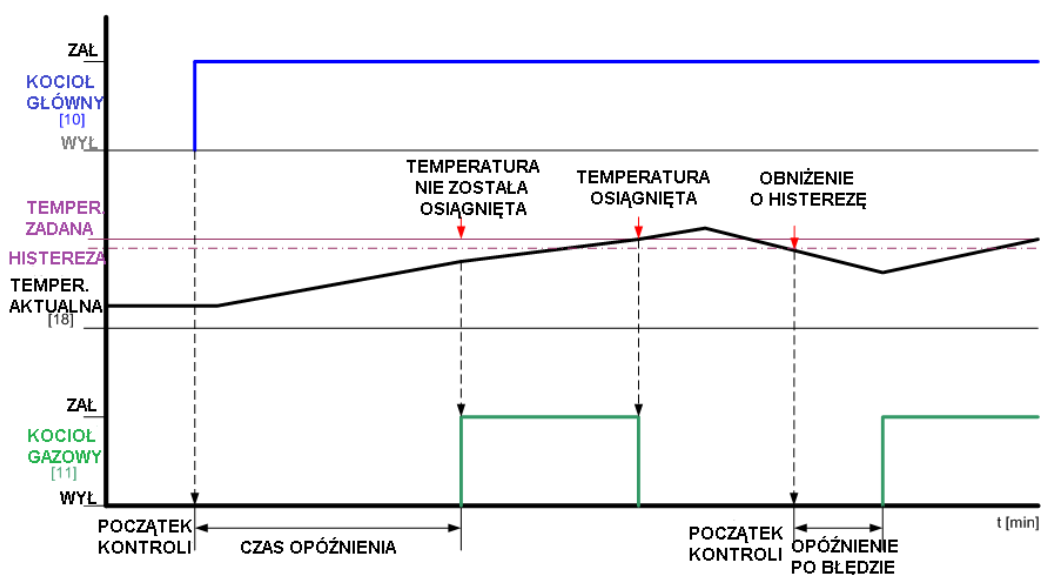 ZAŁ
KOCIOŁ
GŁÓWNY
[10]
WYŁ
TEMPERATURA
NIE ZOSTAŁA
OSIĄGNIĘTA
TEMPERATURA
OSIĄGNIĘTA
OBNIŻENIE
O HISTEREZĘ
TEMPER.
ZADANA
HISTEREZA
TEMPER.
AKTUALNA
[18]
ZAŁ
KOCIOŁ
GAZOWY
[11]
WYŁ
t [min]
POCZĄTEK
KONTROLI
CZAS OPÓŹNIENIA
POCZĄTEK
KONTROLI
OPÓŹNIENIE
PO BŁĘDZIE